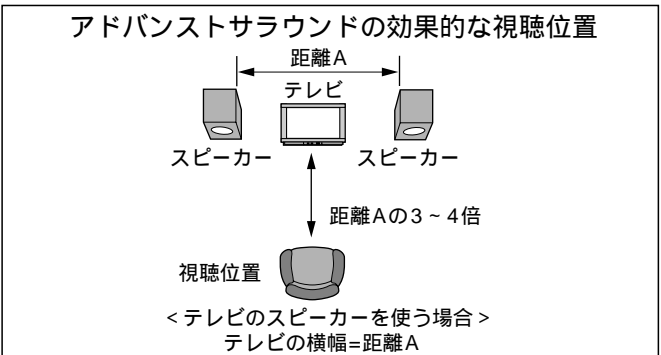 アドバンストサラウンドの効果的な視聴位置
距離A
テレビ
スピーカー
スピーカー
距離Aの3～4倍
視聴位置
<テレビのスピーカーを使う場合>
テレビの横幅=距離A